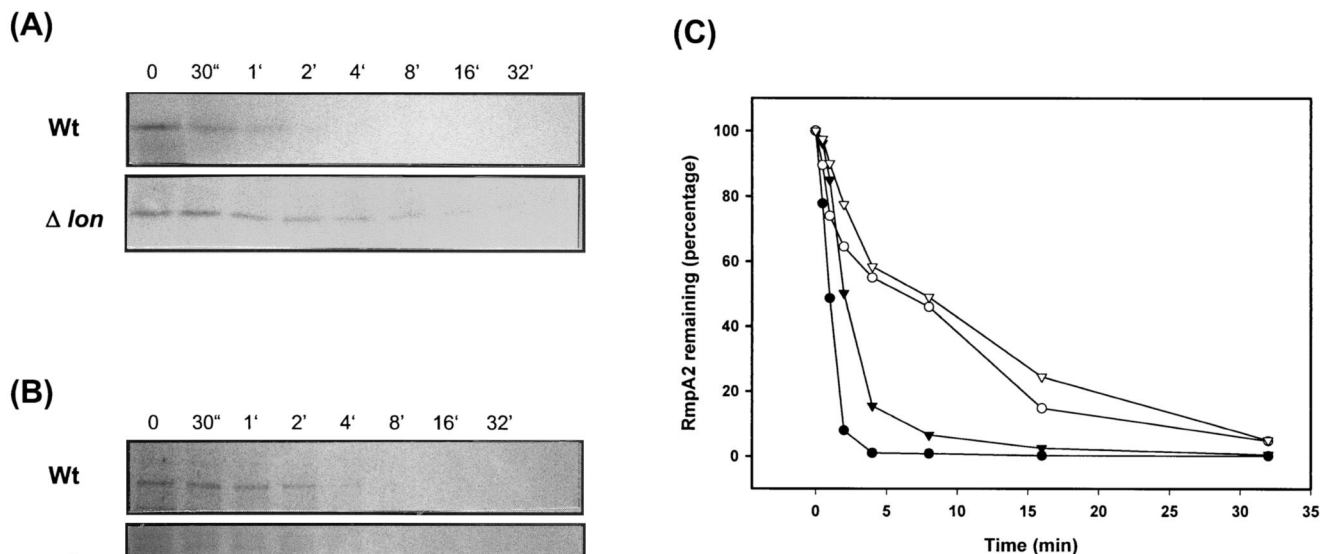 (A)
0 30“ 1‘ 2’ 4‘ 8’ 16‘ 32’
Wt
Δ lon
(B)
0 30“ 1‘ 2’ 4‘ 8’ 16‘ 32’
Wt
(C)
RmpA2 remaining (percentage)
100
80
60
40
20
0
0 5 10 15 20 25 30 35
Time (min)